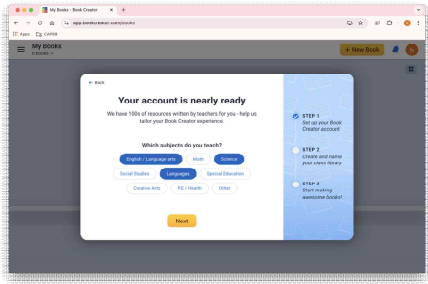 My Books - Book Creator
Apps
CAPER
My Books
0 books
+ New Book
← Back
Your account is nearly ready
We have 100s of resources written by teachers for you - help us
tailor your Book Creator experience.
Which subjects do you teach?
English / Language arts
Math
Science
Social Studies
Languages
Special Education
Creative Arts
P.E / Health
Other
Next
STEP 1
Set up your Book
Creator account
STEP 2
Create and name
your class library
STEP 3
Start making
awesome books!